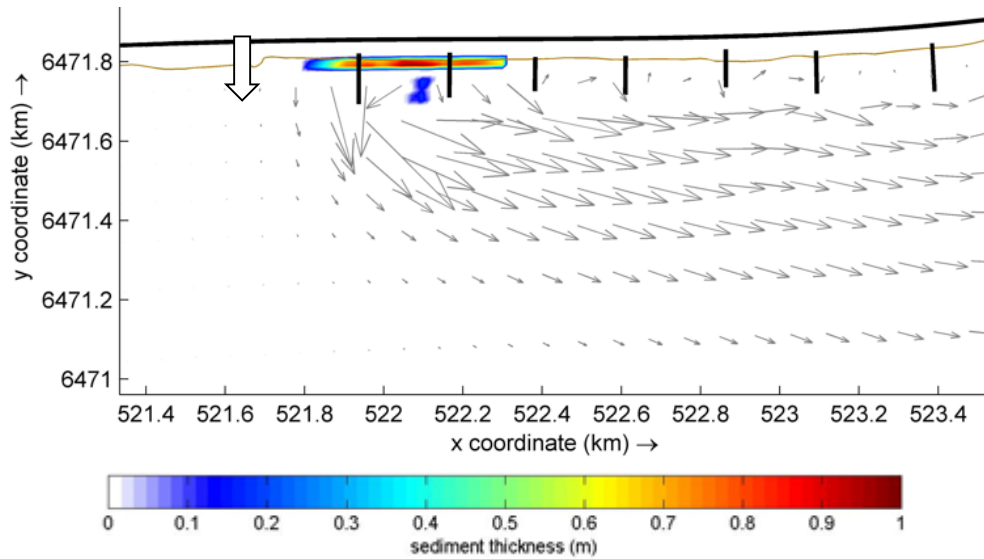 y coordinate (km) →
6471.8
6471.6
6471.4
6471.2
6471
521.4 521.6 521.8 522 522.2 522.4 522.6 522.8 523 523.2 523.4
x coordinate (km) →
0 0.1 0.2 0.3 0.4 0.5 0.6 0.7 0.8 0.9 1
sediment thickness (m)